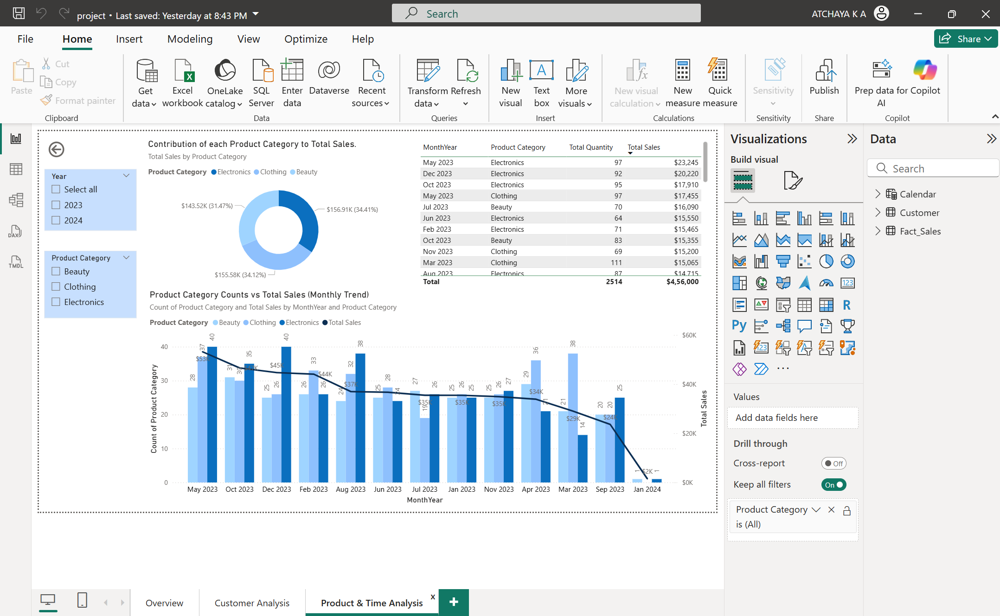 project • Last saved: Yesterday at 8:43 PM
Search
ATCHAYA K A
File Home Insert Modeling View Optimize Help
Share
Paste
Cut
Copy
Format painter
Clipboard
Get data
Excel workbook
OneLake catalog
SQL Server
Enter data
Dataverse
Recent sources
Data
Transform data
Refresh
Queries
New visual
Text box
More visuals
Insert
New visual calculation
New measure
Quick measure
Calculations
Sensitivity
Sensitivity
Publish
Share
Prep data for AI
Copilot
Copilot
DAX
TMDL
Year
Select all
2023
2024
Product Category
Beauty
Clothing
Electronics
Contribution of each Product Category to Total Sales.
Total Sales by Product Category
Product Category Electronics Clothing Beauty
$143.52K (31.47%)
$156.91K (34.41%)
$155.58K (34.12%)
MonthYear Product Category Total Quantity Total Sales
May 2023 Electronics 97 $23,245
Dec 2023 Electronics 92 $20,220
Oct 2023 Electronics 95 $17,910
May 2023 Clothing 97 $17,455
Jul 2023 Beauty 70 $16,090
Jun 2023 Electronics 64 $15,550
Feb 2023 Electronics 71 $15,465
Oct 2023 Beauty 83 $15,355
Nov 2023 Clothing 69 $15,200
Mar 2023 Clothing 111 $15,065
Aug 2023 Electronics 87 $14,715
Total 2514 $4,56,000
Product Category Counts vs Total Sales (Monthly Trend)
Count of Product Category and Total Sales by MonthYear and Product Category
Product Category Beauty Clothing Electronics Total Sales
Count of Product Category
40
30
20
10
0
28 37 40
31 30 35
25 26 40
26 33 26
24 32 38
25 28 24
27 19 26
25 26 25
25 26 27
29 36 21
21 38 14
20 20 25
1 1
$53K $47K $45K $44K $37K $35K $35K $35K $34K $29K $24K $2K
$60K
$40K
$20K
$0K
Total Sales
May 2023 Oct 2023 Dec 2023 Feb 2023 Aug 2023 Jun 2023 Jul 2023 Jan 2023 Nov 2023 Apr 2023 Mar 2023 Sep 2023 Jan 2024
MonthYear
Visualizations
Build visual
123
R
Py
123
Values
Add data fields here
Drill through
Cross-report
Off
Keep all filters
On
Product Category
is (All)
Data
Search
Calendar
Customer
Fact_Sales
Overview
Customer Analysis
Product & Time Analysis
x
+